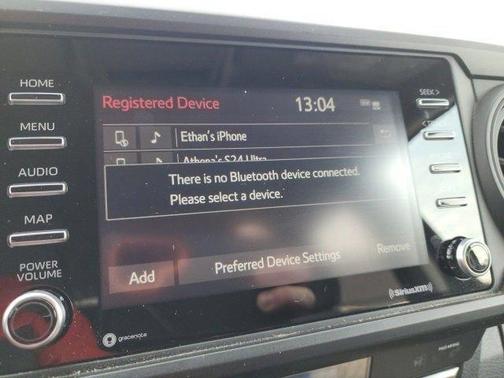 HOME
MENU
AUDIO
MAP
POWER
VOLUME
SEEK >
Registered Device
13:04
Ethan's iPhone
Athena's S24 Ultra
There is no Bluetooth device connected.
Please select a device.
Add
Preferred Device Settings
Remove
gracenote
SiriusXM